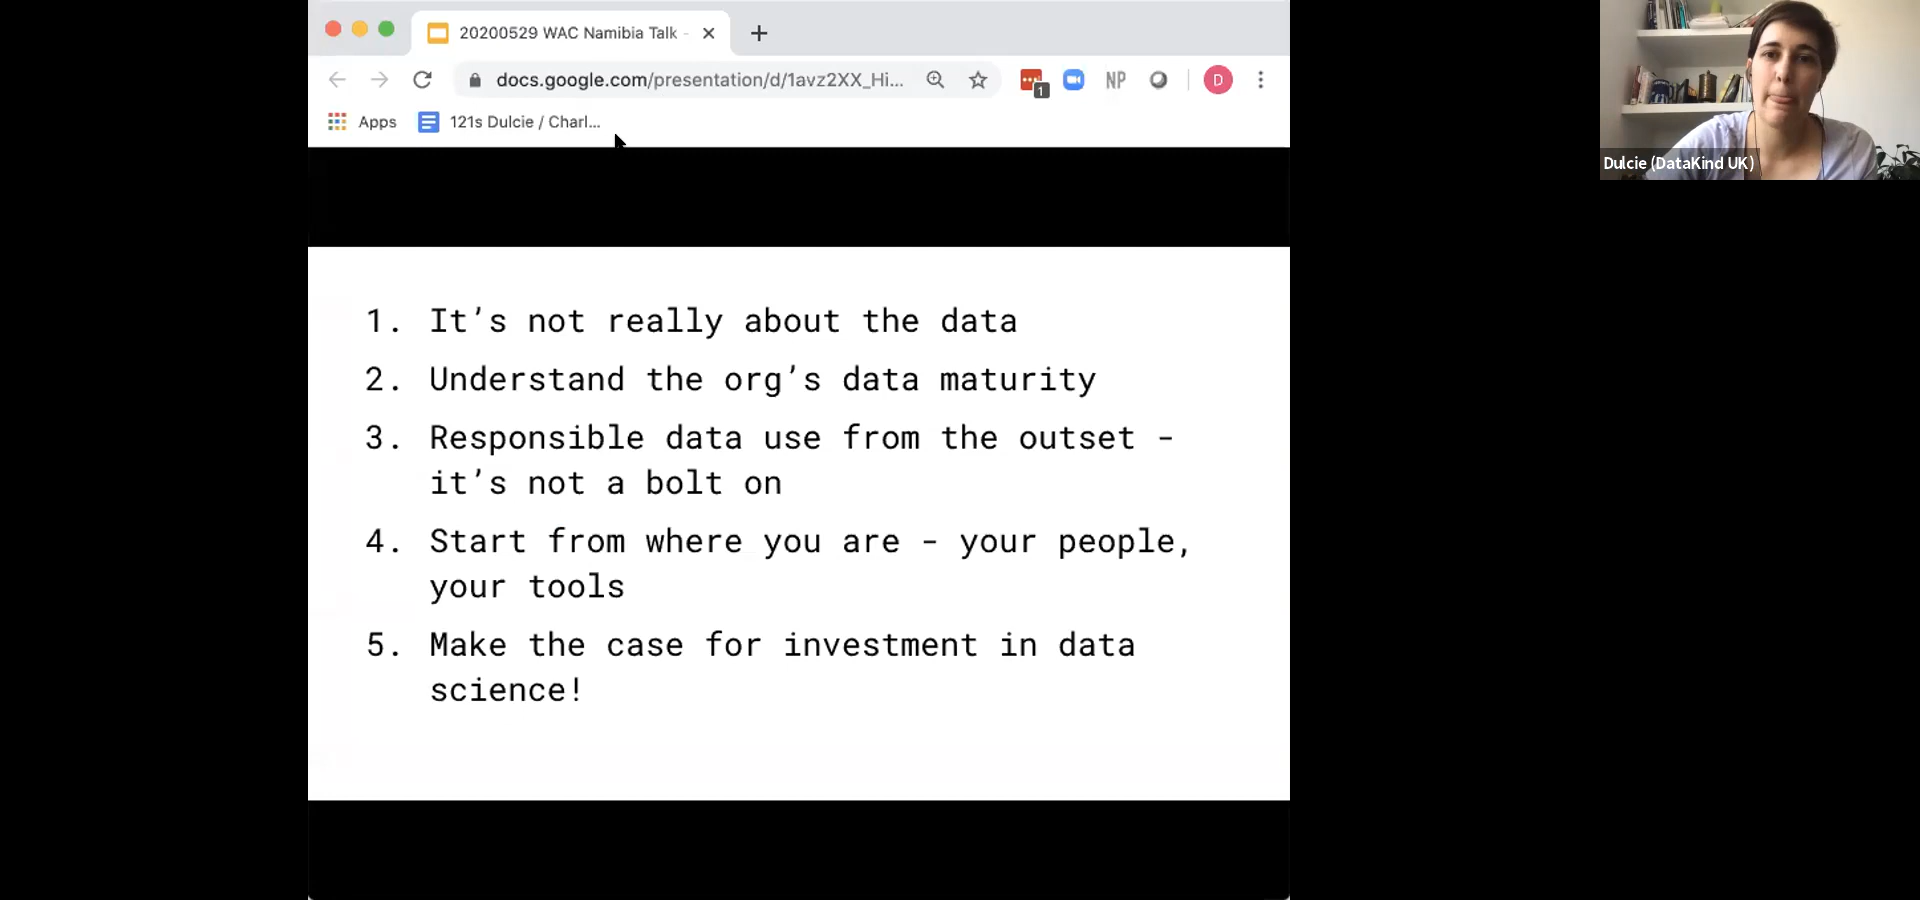 20200529 WAC Namibia Talk -
docs.google.com/presentation/d/1avz2XX_Hi...
1
NP
D
Apps
121s Dulcie / Charl...
Dulcie (DataKind UK)
1. It’s not really about the data
2. Understand the org’s data maturity
3. Responsible data use from the outset -
it’s not a bolt on
4. Start from where you are - your people,
your tools
5. Make the case for investment in data
science!